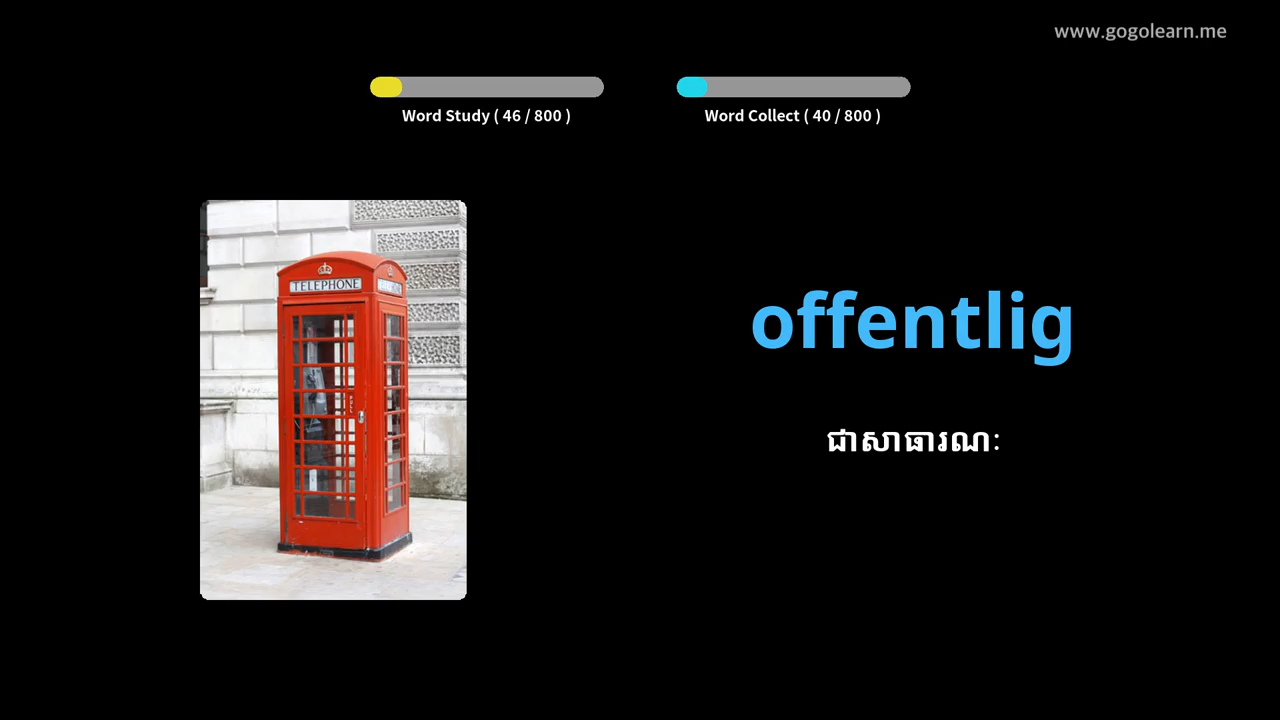 www.gogolearn.me
Word Study ( 46 / 800 )
Word Collect ( 40 / 800 )
TELEPHONE
offentlig
ជាសាធារណៈ